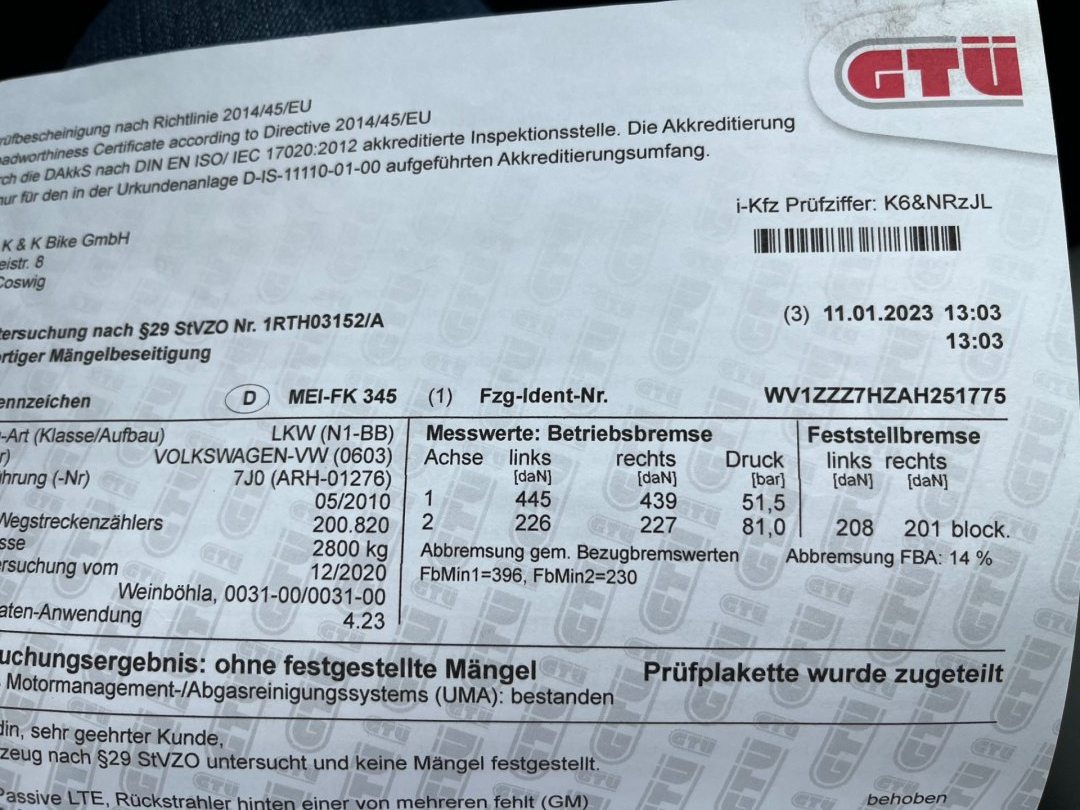 GTÜ
rüfbescheinigung nach Richtlinie 2014/45/EU
adworthiness Certificate according to Directive 2014/45/EU
rch die DAkkS nach DIN EN ISO/ IEC 17020:2012 akkreditierte Inspektionsstelle. Die Akkreditierung
nur für den in der Urkundenanlage D-IS-11110-01-00 aufgeführten Akkreditierungsumfang.
i-Kfz Prüfziffer: K6&NRzJL
K & K Bike GmbH
eistr. 8
Coswig
tersuchung nach §29 StVZO Nr. 1RTH03152/A
(3) 11.01.2023 13:03
ortiger Mängelbeseitigung
13:03
ennzeichen D MEI-FK 345 (1) Fzg-Ident-Nr. WV1ZZZ7HZAH251775
-Art (Klasse/Aufbau) LKW (N1-BB) Messwerte: Betriebsbremse Feststellbremse
r) VOLKSWAGEN-VW (0603) Achse links rechts Druck links rechts
[daN] [daN] [bar] [daN] [daN]
hrung (-Nr) 7J0 (ARH-01276)
05/2010 1 445 439 51,5
Wegstreckenzählers 200.820 2 226 227 81,0 208 201 block.
sse 2800 kg Abbremsung gem. Bezugbremswerten Abbremsung FBA: 14 %
ersuchung vom 12/2020 FbMin1=396, FbMin2=230
Weinböhla, 0031-00/0031-00
aten-Anwendung 4.23
uchungsergebnis: ohne festgestellte Mängel Prüfplakette wurde zugeteilt
Motormanagement-/Abgasreinigungssystems (UMA): bestanden
din, sehr geehrter Kunde,
zeug nach §29 StVZO untersucht und keine Mängel festgestellt.
Passive LTE, Rückstrahler hinten einer von mehreren fehlt (GM) behoben